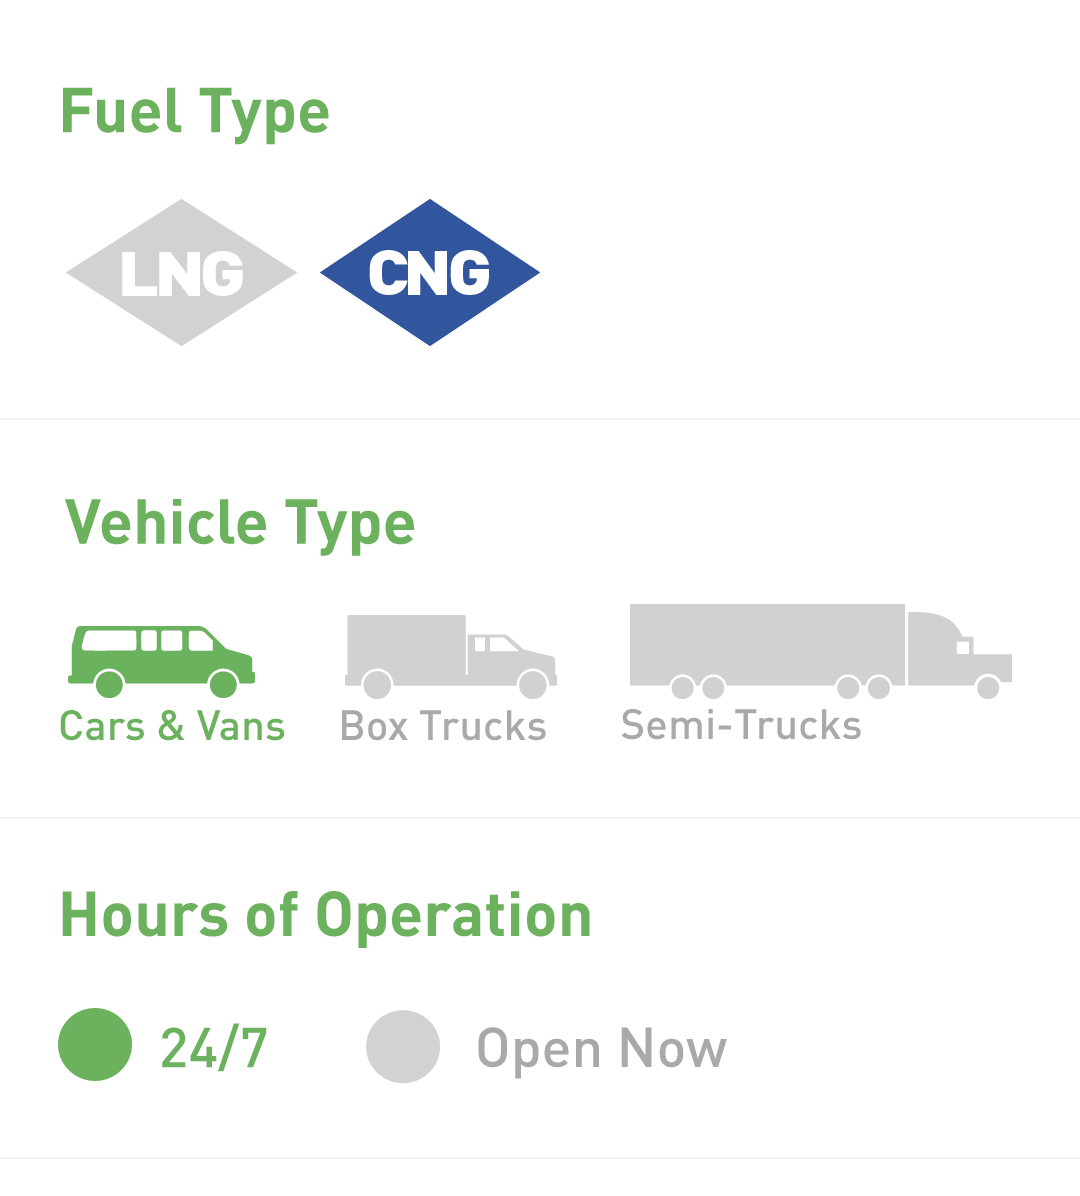 Fuel Type
LNG CNG
Vehicle Type
Cars & Vans Box Trucks Semi-Trucks
Hours of Operation
24/7 Open Now